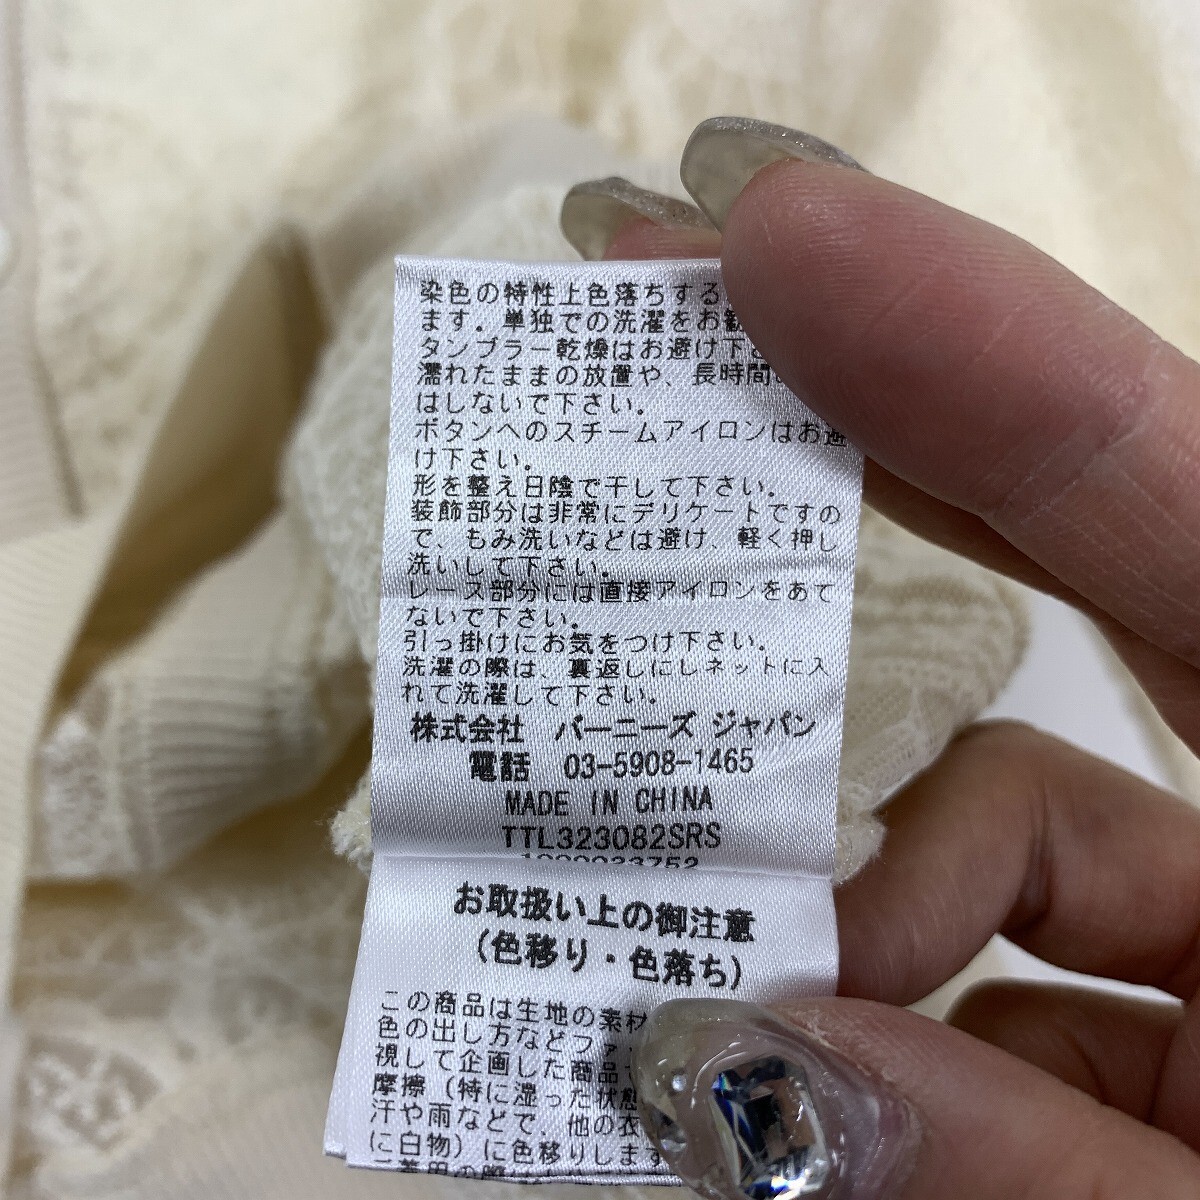 染色の特性上色落ちする
ます。単独での洗濯をお勧
タンブラー乾燥はお避け下さ
濡れたままの放置や、長時間
はしないで下さい。
ボタンへのスチームアイロンはお避
け下さい。
形を整え日陰で干して下さい。
装飾部分は非常にデリケートですの
で、もみ洗いなどは避け、軽く押し
洗いして下さい。
レース部分には直接アイロンをあて
ないで下さい。
引っ掛けにお気をつけ下さい。
洗濯の際は、裏返しにしネットに入
れて洗濯して下さい。
株式会社 バーニーズ ジャパン
電話 03-5908-1465
MADE IN CHINA
TTL323082SRS
お取扱い上の御注意
(色移り・色落ち)
この商品は生地の素材
色の出し方などファ
視して企画した商品
摩擦(特に湿った状態
汗や雨などで、他の衣
に白物)に色移りします